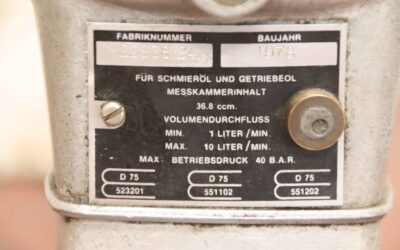 FABRIKNUMMER BAUJAHR
FÜR SCHMIERÖL UND GETRIEBEOL
MESSKAMMERINHALT
36.8 ccm.
VOLUMENDURCHFLUSS
MIN. 1 LITER/MIN.
MAX. 10 LITER/MIN.
MAX. BETRIEBSDRUCK 40 B.A.R.
D 75 D 75 D 75
523201 551102 551202